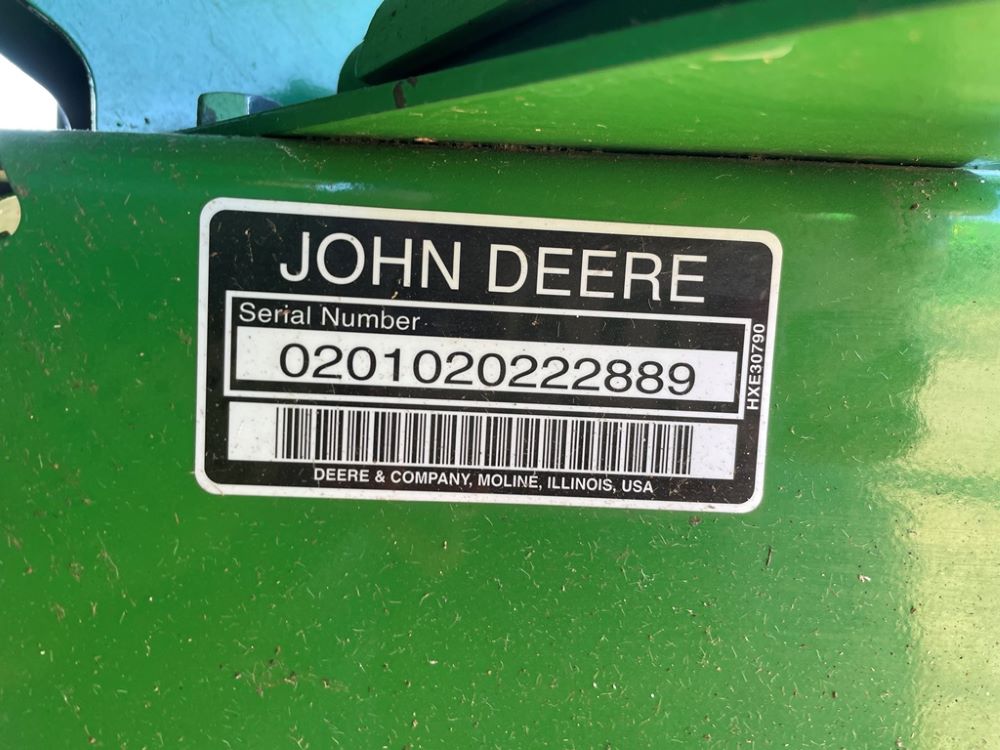 JOHN DEERE
Serial Number
0201020222889
HXE30790
DEERE & COMPANY, MOLINE, ILLINOIS, USA